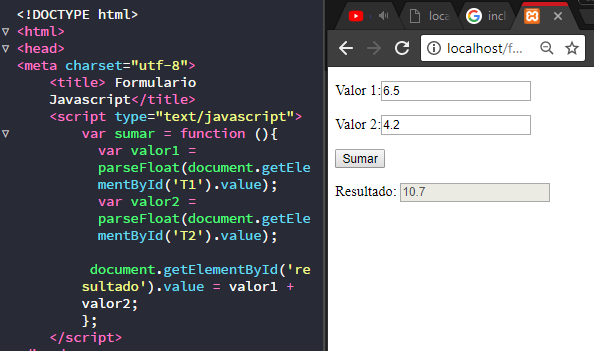 <!DOCTYPE html>
<html>
<head>
<meta charset="utf-8">
<title> Formulario
Javascript</title>
<script type="text/javascript">
var sumar = function (){
var valor1 =
parseFloat(document.getEle
mentById('T1').value);
var valor2 =
parseFloat(document.getEle
mentById('T2').value);
document.getElementById('re
sultado').value = valor1 +
valor2;
};
</script>
loca
incl
localhost/f...
Valor 1:6.5
Valor 2:4.2
Sumar
Resultado: 10.7